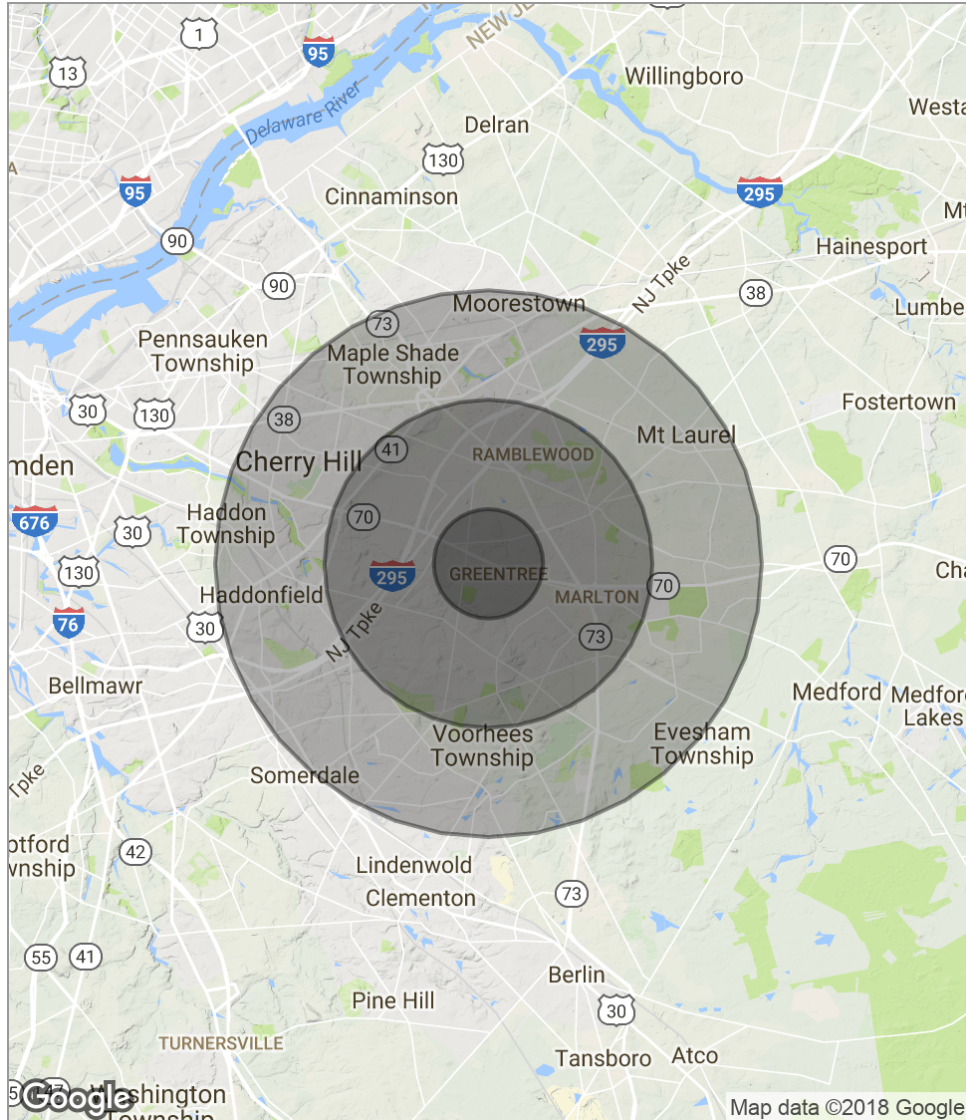 1
NEW JE
95
13
Willingboro
Westa
Delaware River
Delran
130
A
95
295
Cinnaminson
Mt
90
Hainesport
NJ Tpke
90
38
Lumbe
Moorestown
73
Pennsauken
Township
295
Maple Shade
Township
30
130
38
Fostertown
Mt Laurel
41
RAMBLEWOOD
mden
Cherry Hill
Haddon
Township
70
676
30
70
130
GREENTREE
295
Cha
70
Haddonfield
MARLTON
76
30
NJ Tpke
73
Bellmawr
Medford
Medford
Lakes
Voorhees
Township
Evesham
Township
Somerdale
Tpke
ptford
wnship
42
Lindenwold
Clementon
73
55
41
Berlin
Pine Hill
30
TURNERSVILLE
Tansboro
Atco
Google
Washington
Township
Map data ©2018 Google